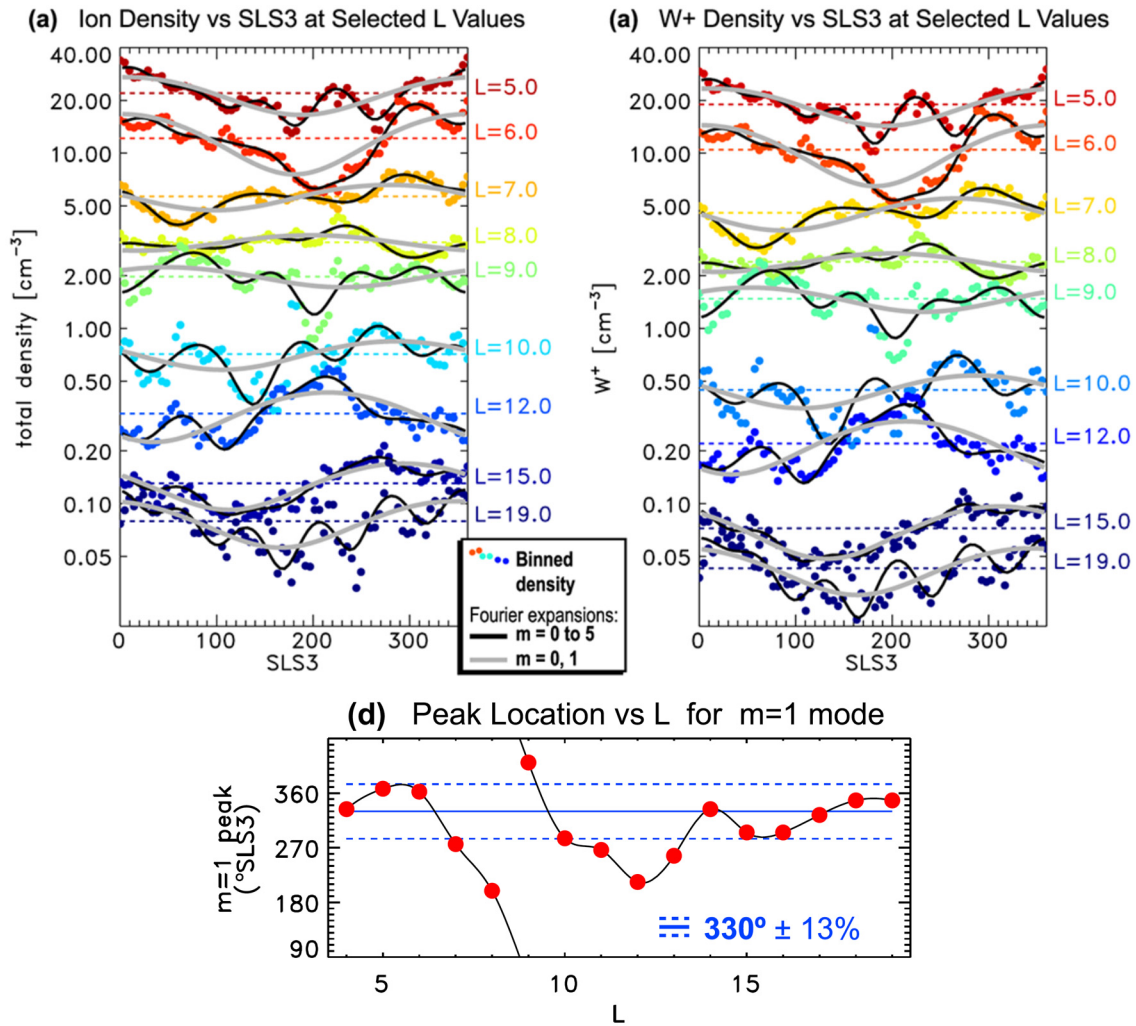 (a) Ion Density vs SLS3 at Selected L Values
40.00
20.00
10.00
5.00
2.00
1.00
0.50
0.20
0.10
0.05
total density [cm⁻³]
L=5.0
L=6.0
L=7.0
L=8.0
L=9.0
L=10.0
L=12.0
L=15.0
L=19.0
0 100 200 300
SLS3
(a) W+ Density vs SLS3 at Selected L Values
40.00
20.00
10.00
5.00
2.00
1.00
0.50
0.20
0.10
0.05
W⁺ [cm⁻³]
L=5.0
L=6.0
L=7.0
L=8.0
L=9.0
L=10.0
L=12.0
L=15.0
L=19.0
0 100 200 300
SLS3
Binned
density
Fourier expansions:
m = 0 to 5
m = 0, 1
(d) Peak Location vs L for m=1 mode
m=1 peak
(°SLS3)
360
270
180
90
330º ± 13%
5 10 15
L